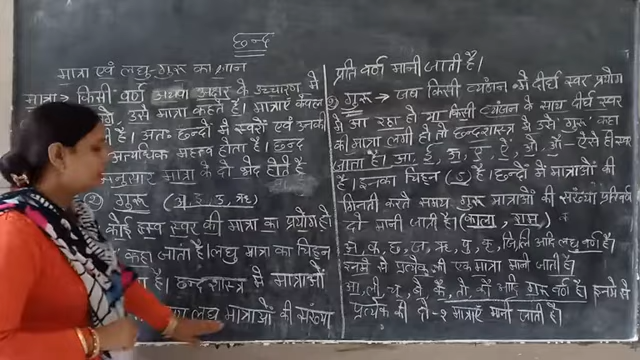 छन्द
मात्रा एवं लघु-गुरू का ज्ञान
मात्रा → किसी वर्ण अथवा अक्षर के उच्चारण में
लगे, उसे मात्रा कहते हैं। मात्राएँ केवल
है। अतः छन्दों में स्वरों एवं उनकी
अत्यधिक महत्व होता है। छन्द
अनुसार मात्रा के दो भेद होते हैं
गुरू (अ, इ, उ, ऋ)
कोई ह्रस्व स्वर की मात्रा का प्रयोग हो
कहा जाता है। लघु मात्रा का चिह्न
है। छन्दशास्त्र में मात्राओं
लघु मात्राओं की संख्या
प्रति वर्ण मानी जाती है।
② गुरू → जब किसी व्यंजन में दीर्घ स्वर प्रयोग
में आ रहा हो या किसी व्यंजन के साथ दीर्घ स्वर
की मात्रा लगी हो तो छन्दशास्त्र में उसे 'गुरू' कहा
जाता है। आ, ई, ऊ, ए, ऐ, ओ, औ - ऐसे ही स्वर
हैं। इनका चिह्न (ऽ) है। छन्दों में मात्राओं की
गिनती करते समय गुरू मात्राओं की संख्या प्रतिवर्ण
दो मानी जाती है। (काला, राम)
अ, क, छ, ज, ऋ, पु, कृ, नि, लि आदि लघु वर्ण हैं।
इनमें से प्रत्येक की एक मात्रा मानी जाती है।
आ, ली, चू, बे, कै, तो, कौ आदि गुरू वर्ण हैं। इनमें से
प्रत्येक की दो-२ मात्राएँ मानी जाती हैं।